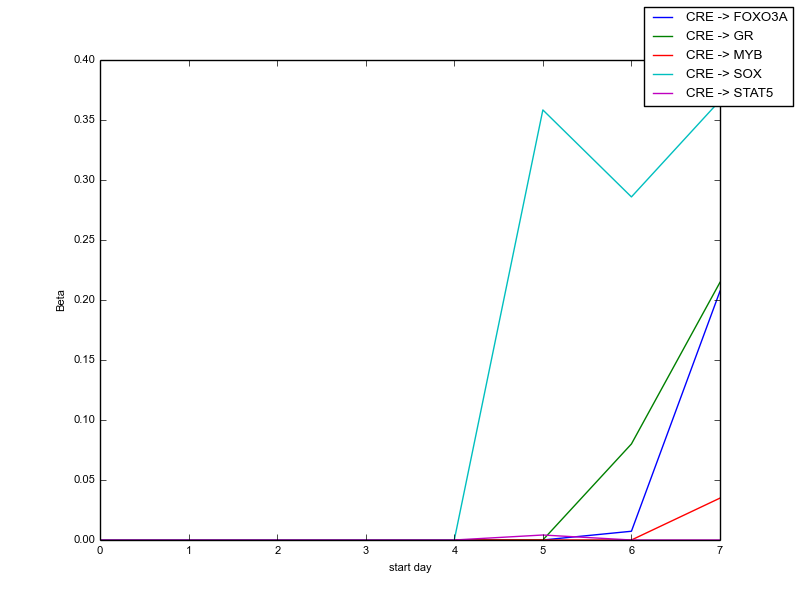 CRE -> FOXO3A
CRE -> GR
CRE -> MYB
CRE -> SOX
CRE -> STAT5
0.40
0.35
0.30
0.25
0.20
0.15
0.10
0.05
0.00
Beta
0 1 2 3 4 5 6 7
start day